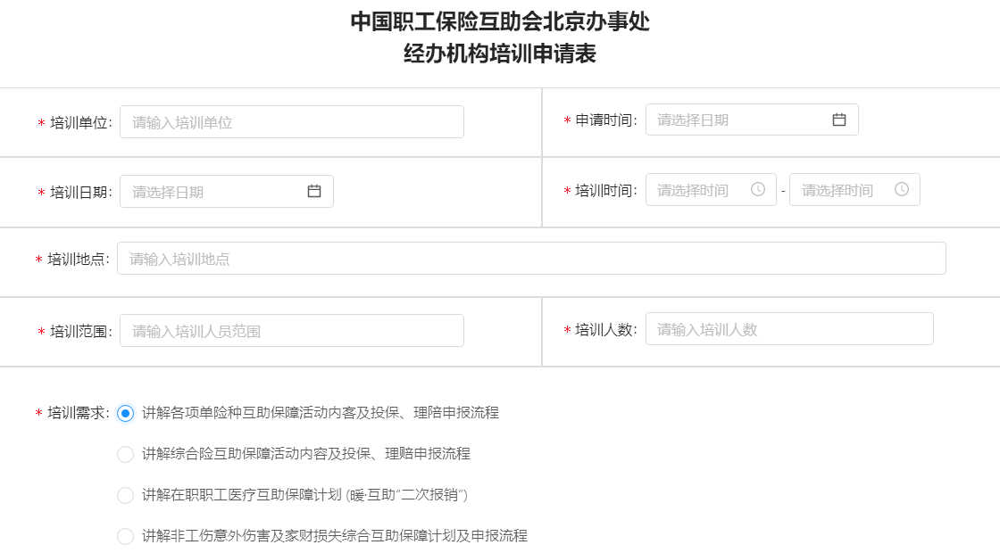 中国职工保险互助会北京办事处
经办机构培训申请表
* 培训单位: 请输入培训单位
* 申请时间: 请选择日期
* 培训日期: 请选择日期
* 培训时间: 请选择时间 - 请选择时间
* 培训地点: 请输入培训地点
* 培训范围: 请输入培训人员范围
* 培训人数: 请输入培训人数
* 培训需求: 讲解各项单险种互助保障活动内客及投保、理陪申报流程
讲解综合险互助保障活动内容及投保、理赔申报流程
讲解在职职工医疗互助保障计划 (暖·互助“二次报销”)
讲解非工伤意外伤害及家财损失综合互助保障计划及申报流程